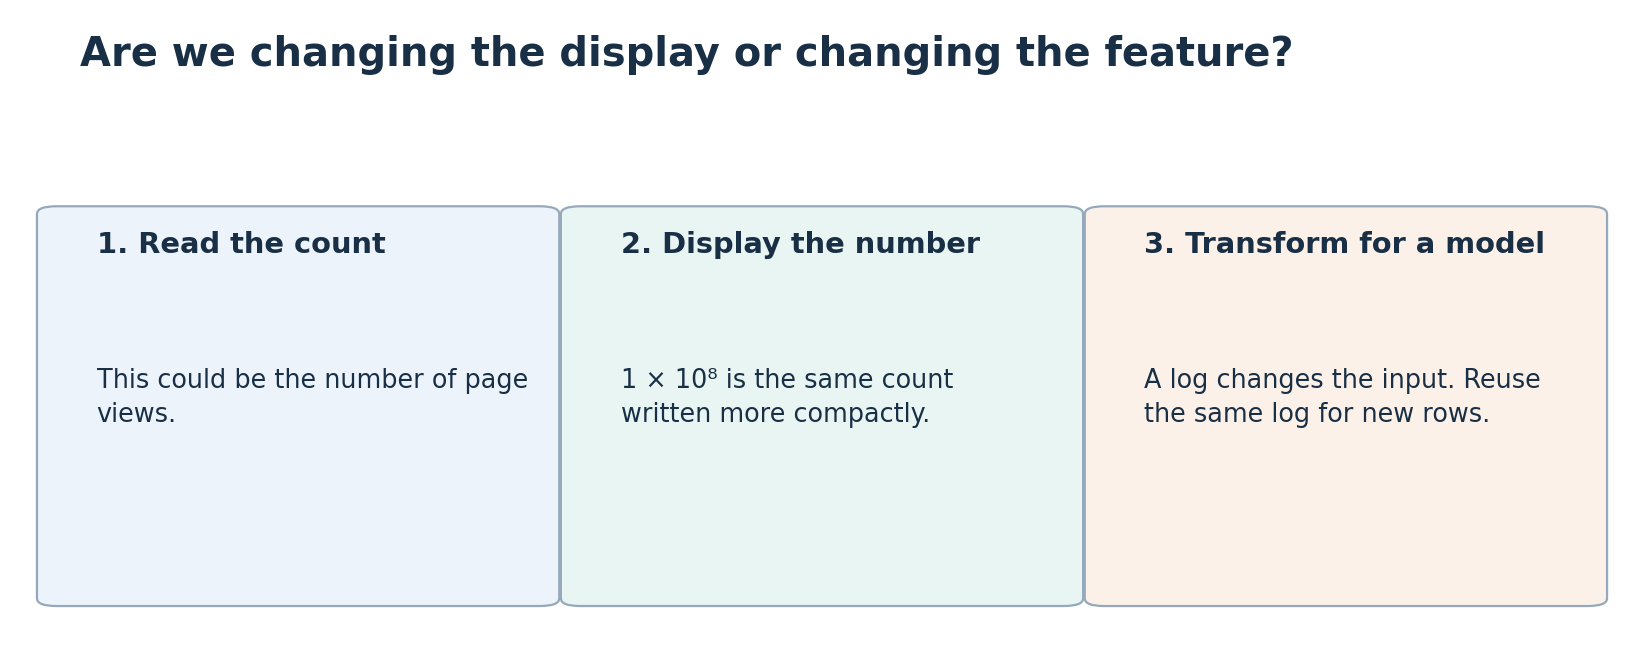 Are we changing the display or changing the feature?
1. Read the count
This could be the number of page
views.
2. Display the number
1 × 10⁸ is the same count
written more compactly.
3. Transform for a model
A log changes the input. Reuse
the same log for new rows.